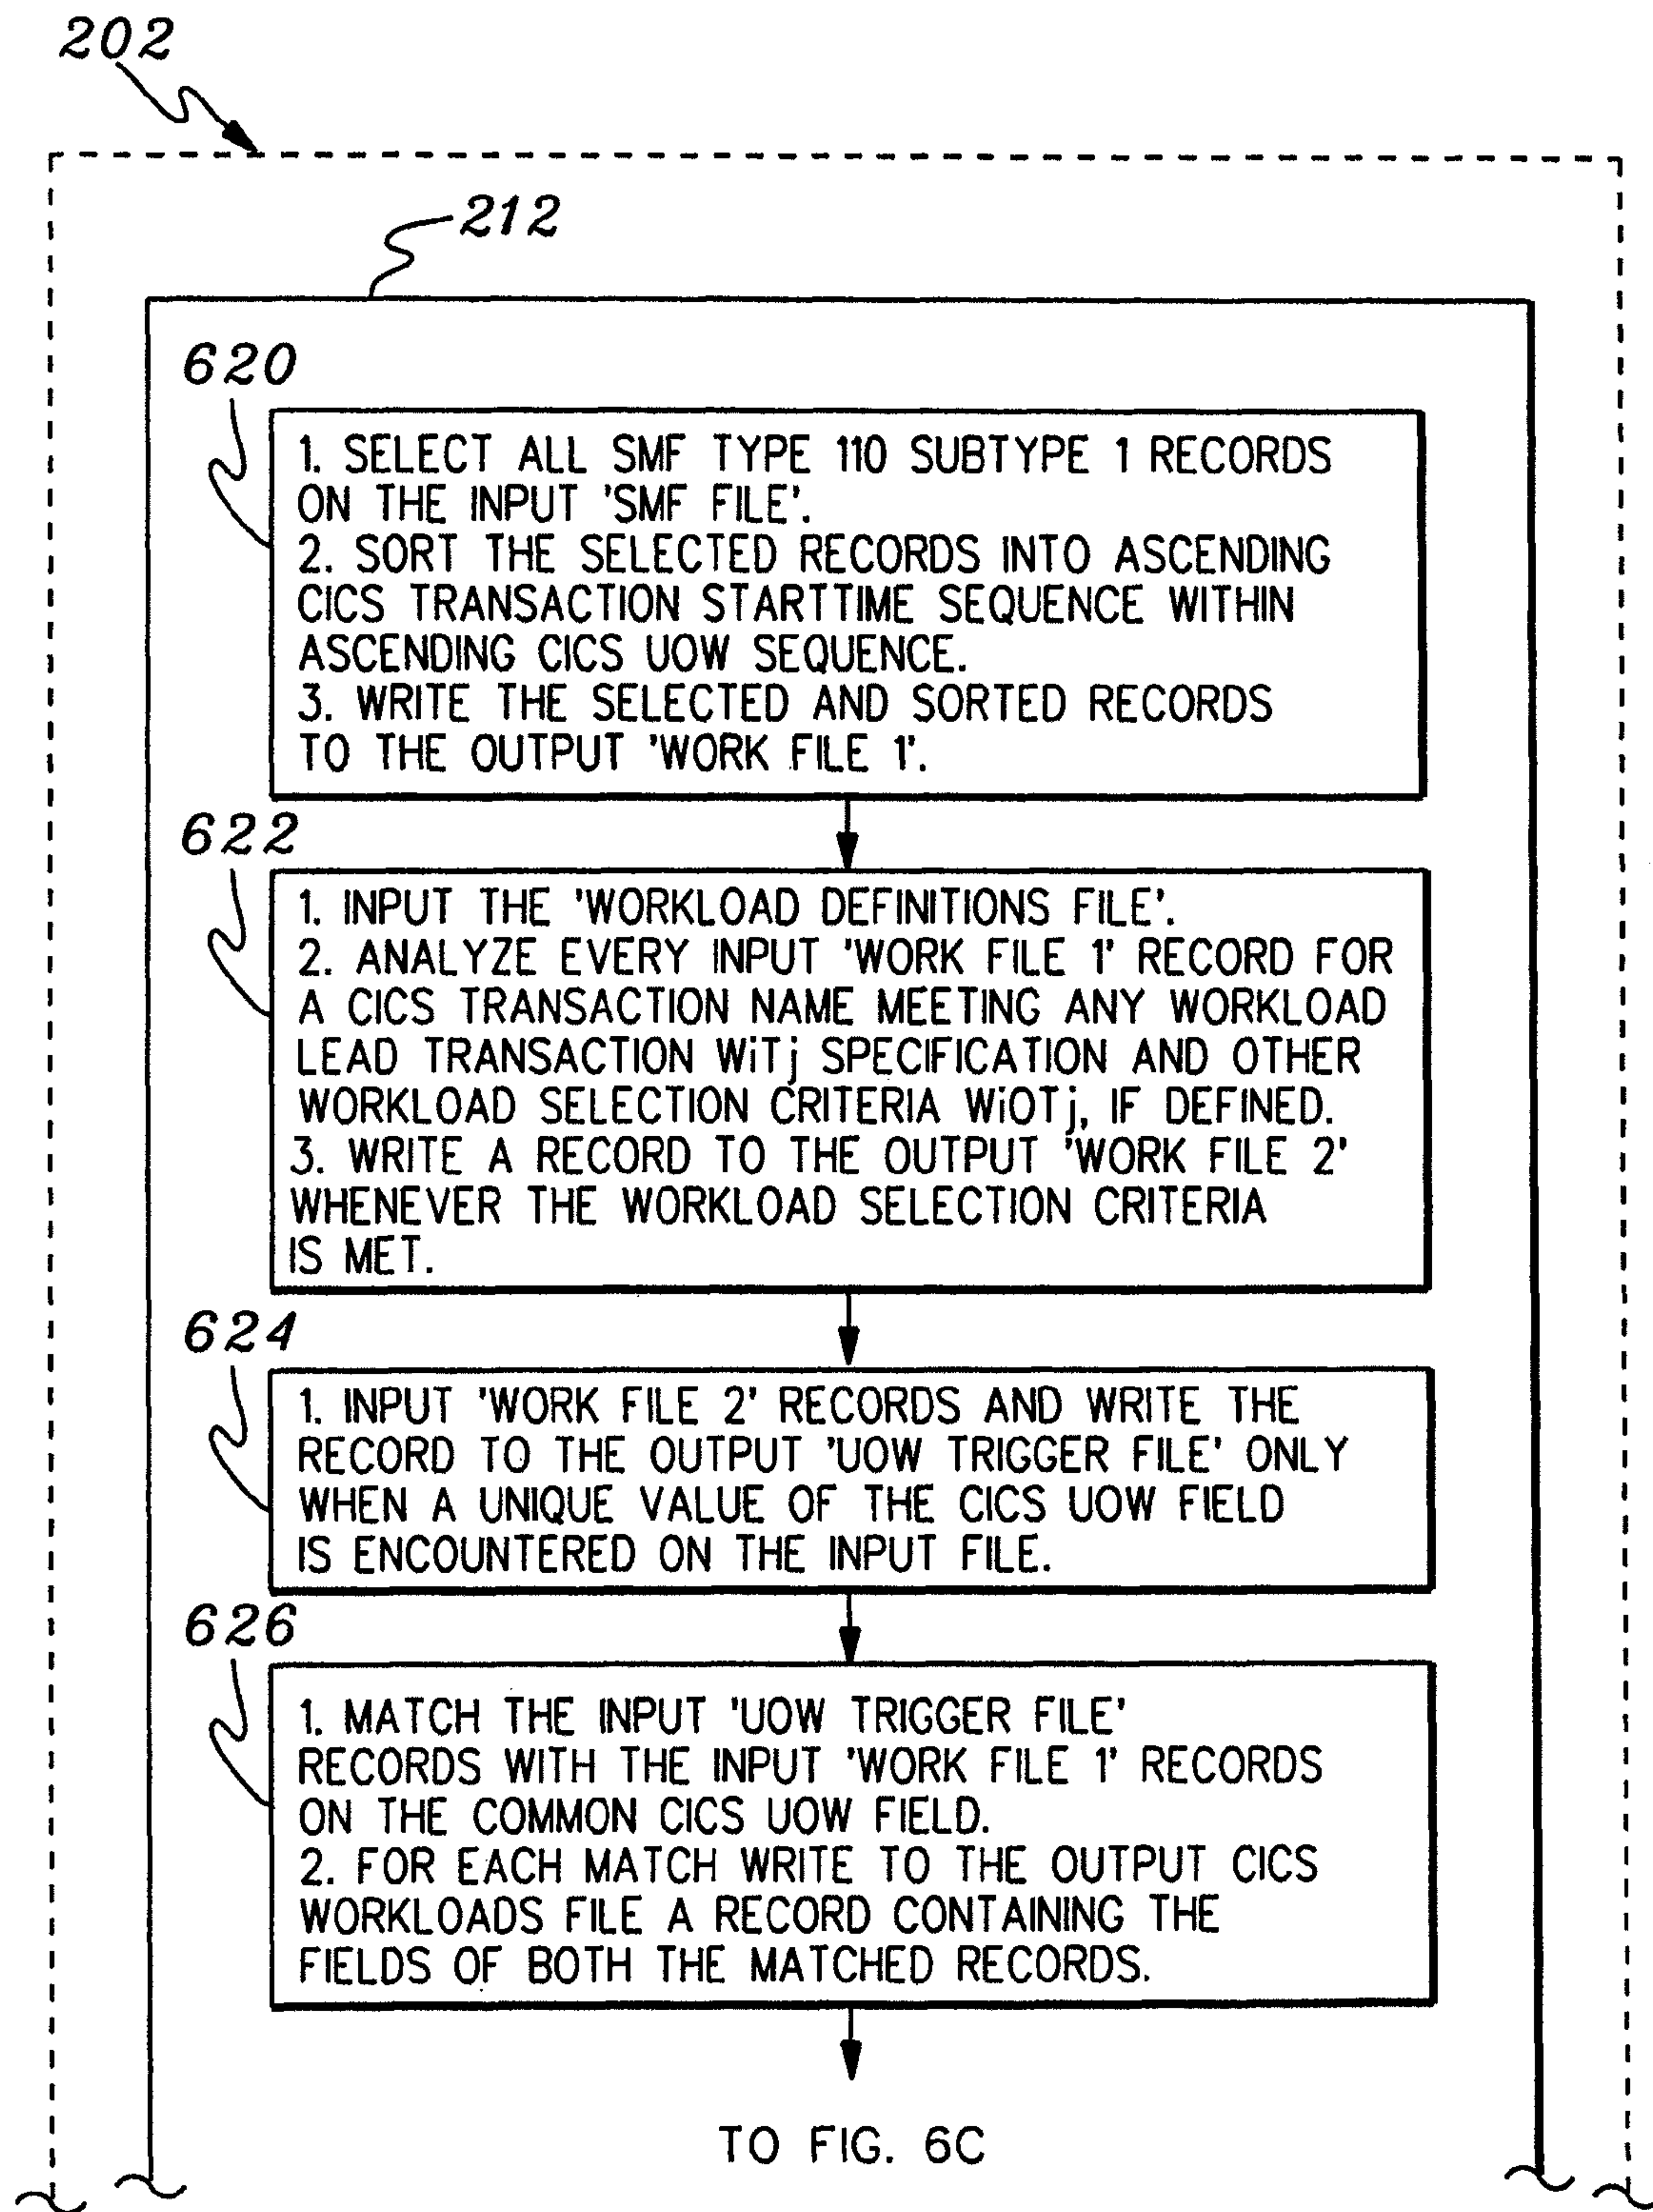 202
212
620
1. SELECT ALL SMF TYPE 110 SUBTYPE 1 RECORDS
ON THE INPUT 'SMF FILE'.
2. SORT THE SELECTED RECORDS INTO ASCENDING
CICS TRANSACTION STARTTIME SEQUENCE WITHIN
ASCENDING CICS UOW SEQUENCE.
3. WRITE THE SELECTED AND SORTED RECORDS
TO THE OUTPUT 'WORK FILE 1'.
622
1. INPUT THE 'WORKLOAD DEFINITIONS FILE'.
2. ANALYZE EVERY INPUT 'WORK FILE 1' RECORD FOR
A CICS TRANSACTION NAME MEETING ANY WORKLOAD
LEAD TRANSACTION WiTj SPECIFICATION AND OTHER
WORKLOAD SELECTION CRITERIA WiOTj, IF DEFINED.
3. WRITE A RECORD TO THE OUTPUT 'WORK FILE 2'
WHENEVER THE WORKLOAD SELECTION CRITERIA
IS MET.
624
1. INPUT 'WORK FILE 2' RECORDS AND WRITE THE
RECORD TO THE OUTPUT 'UOW TRIGGER FILE' ONLY
WHEN A UNIQUE VALUE OF THE CICS UOW FIELD
IS ENCOUNTERED ON THE INPUT FILE.
626
1. MATCH THE INPUT 'UOW TRIGGER FILE'
RECORDS WITH THE INPUT 'WORK FILE 1' RECORDS
ON THE COMMON CICS UOW FIELD.
2. FOR EACH MATCH WRITE TO THE OUTPUT CICS
WORKLOADS FILE A RECORD CONTAINING THE
FIELDS OF BOTH THE MATCHED RECORDS.
TO FIG. 6C